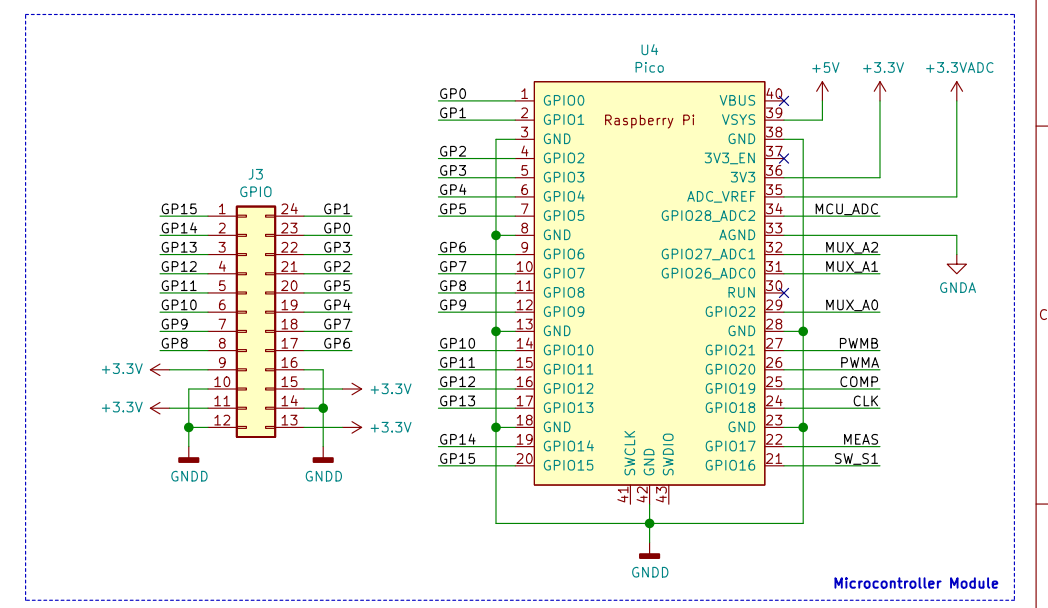 U4
Pico
+5V +3.3V +3.3VADC
Raspberry Pi
GP0 1 GPIO0 VBUS 40
GP1 2 GPIO1 VSYS 39
3 GND GND 38
GP2 4 GPIO2 3V3_EN 37
GP3 5 GPIO3 3V3 36
GP4 6 GPIO4 ADC_VREF 35
GP5 7 GPIO5 GPIO28_ADC2 34 MCU_ADC
8 GND AGND 33
GP6 9 GPIO6 GPIO27_ADC1 32 MUX_A2
GP7 10 GPIO7 GPIO26_ADC0 31 MUX_A1
GP8 11 GPIO8 RUN 30
GP9 12 GPIO9 GPIO22 29 MUX_A0
13 GND GND 28
GP10 14 GPIO10 GPIO21 27 PWMB
GP11 15 GPIO11 GPIO20 26 PWMA
GP12 16 GPIO12 GPIO19 25 COMP
GP13 17 GPIO13 GPIO18 24 CLK
18 GND GND 23
GP14 19 GPIO14 GPIO17 22 MEAS
GP15 20 GPIO15 GPIO16 21 SW_S1
SWCLK GND SWDIO
41 42 43
GNDD
GNDA
J3
GPIO
GP15 1 24 GP1
GP14 2 23 GP0
GP13 3 22 GP3
GP12 4 21 GP2
GP11 5 20 GP5
GP10 6 19 GP4
GP9 7 18 GP7
GP8 8 17 GP6
+3.3V 9 16
10 15 +3.3V
+3.3V 11 14
12 13 +3.3V
GNDD GNDD
Microcontroller Module
C